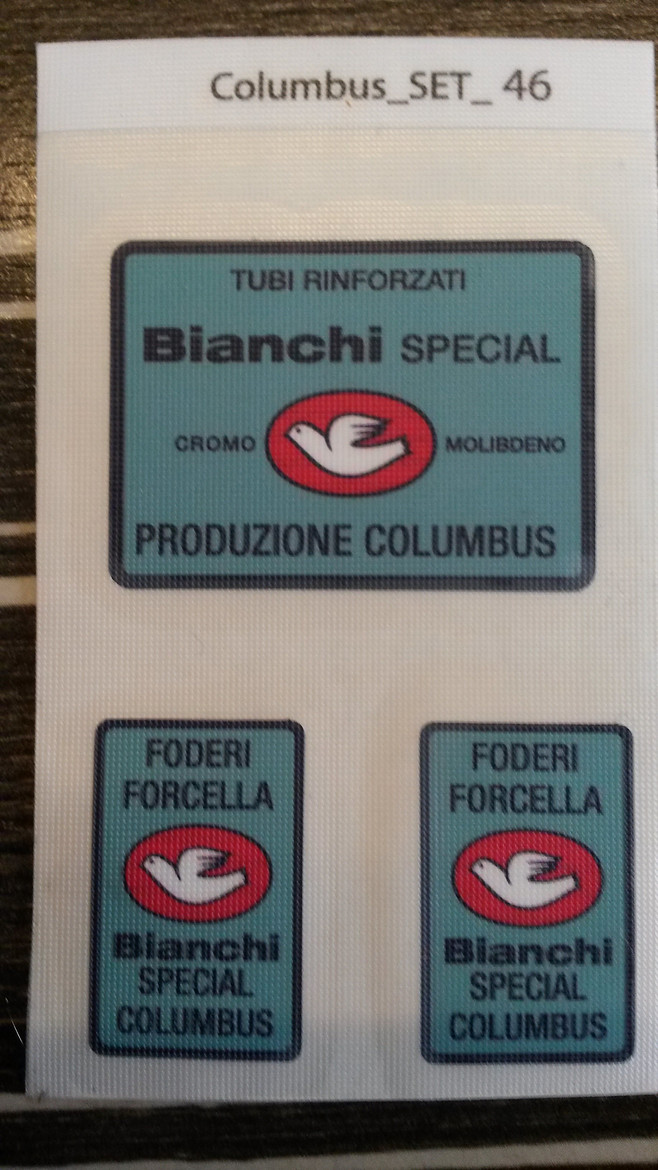 Columbus_SET_ 46
TUBI RINFORZATI
Bianchi SPECIAL
CROMO MOLIBDENO
PRODUZIONE COLUMBUS
FODERI
FORCELLA
Bianchi
SPECIAL
COLUMBUS
FODERI
FORCELLA
Bianchi
SPECIAL
COLUMBUS